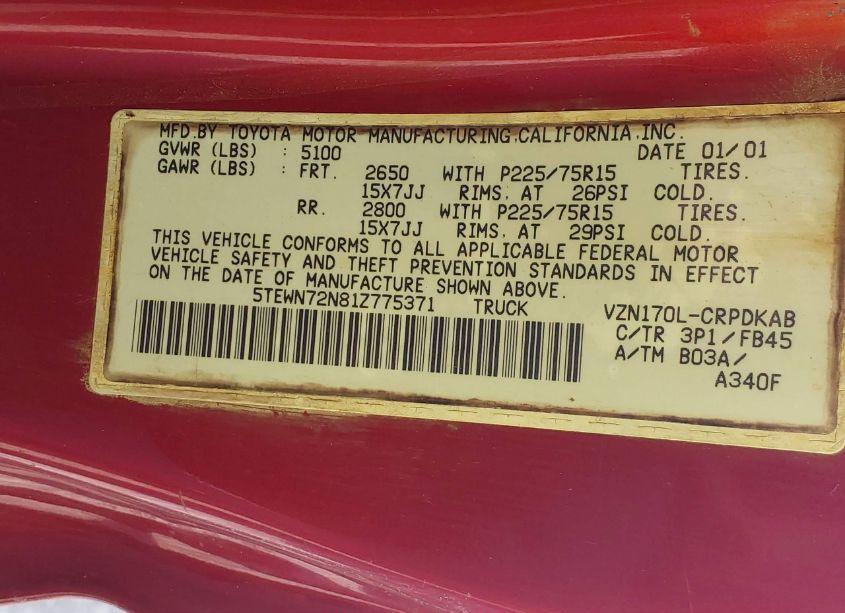 MFD.BY TOYOTA MOTOR MANUFACTURING,CALIFORNIA,INC.
GVWR (LBS) : 5100 DATE 01/01
GAWR (LBS) : FRT. 2650 WITH P225/75R15 TIRES.
15X7JJ RIMS, AT 26PSI COLD.
RR. 2800 WITH P225/75R15 TIRES.
15X7JJ RIMS, AT 29PSI COLD.
THIS VEHICLE CONFORMS TO ALL APPLICABLE FEDERAL MOTOR
VEHICLE SAFETY AND THEFT PREVENTION STANDARDS IN EFFECT
ON THE DATE OF MANUFACTURE SHOWN ABOVE.
5TEWN72N81Z775371 TRUCK VZN170L-CRPDKAB
C/TR 3P1/FB45
A/TM B03A/
A340F